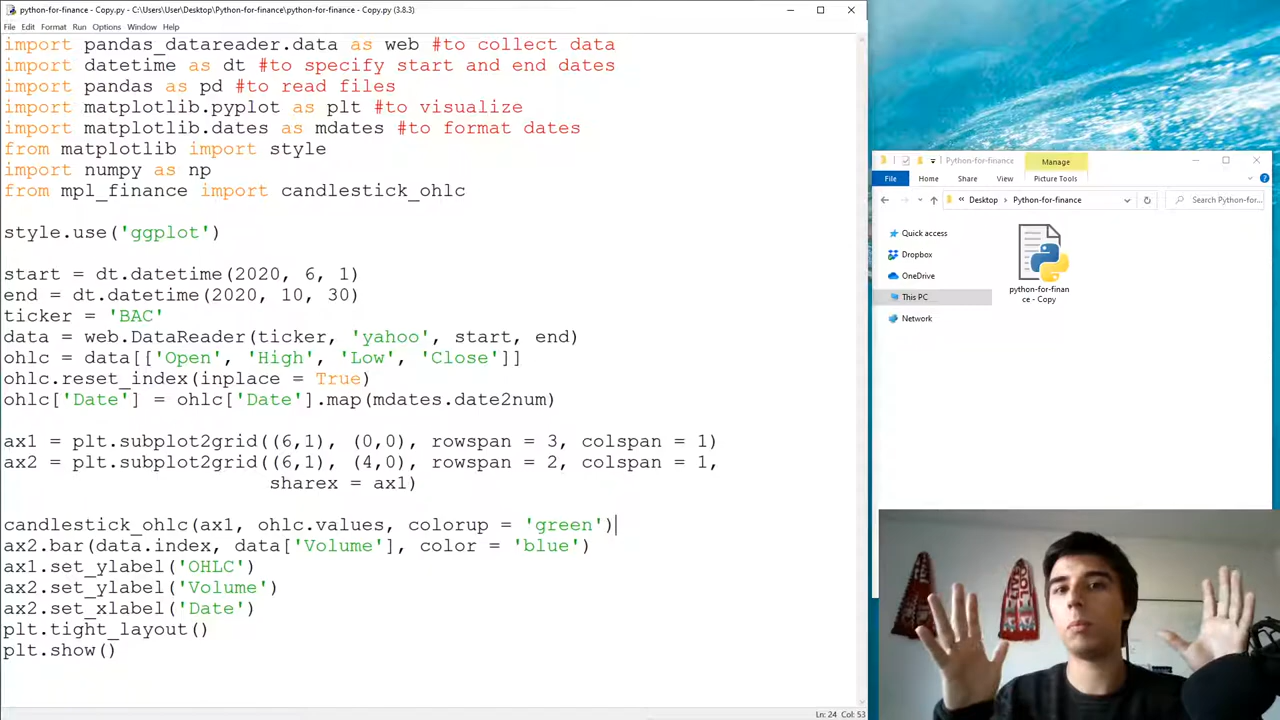 python-for-finance - Copy.py - C:\Users\User\Desktop\Python-for-finance\python-for-finance - Copy.py (3.8.3)
File Edit Format Run Options Window Help
import pandas_datareader.data as web #to collect data
import datetime as dt #to specify start and end dates
import pandas as pd #to read files
import matplotlib.pyplot as plt #to visualize
import matplotlib.dates as mdates #to format dates
from matplotlib import style
import numpy as np
from mpl_finance import candlestick_ohlc
style.use('ggplot')
start = dt.datetime(2020, 6, 1)
end = dt.datetime(2020, 10, 30)
ticker = 'BAC'
data = web.DataReader(ticker, 'yahoo', start, end)
ohlc = data[['Open', 'High', 'Low', 'Close']]
ohlc.reset_index(inplace = True)
ohlc['Date'] = ohlc['Date'].map(mdates.date2num)
ax1 = plt.subplot2grid((6,1), (0,0), rowspan = 3, colspan = 1)
ax2 = plt.subplot2grid((6,1), (4,0), rowspan = 2, colspan = 1,
sharex = ax1)
candlestick_ohlc(ax1, ohlc.values, colorup = 'green')
ax2.bar(data.index, data['Volume'], color = 'blue')
ax1.set_ylabel('OHLC')
ax2.set_ylabel('Volume')
ax2.set_xlabel('Date')
plt.tight_layout()
plt.show()
Ln: 24 Col: 53
Python-for-finance
Manage
File Home Share View Picture Tools
« Desktop > Python-for-finance
Search Python-for-...
Quick access
Dropbox
OneDrive
This PC
Network
python-for-finan
ce - Copy